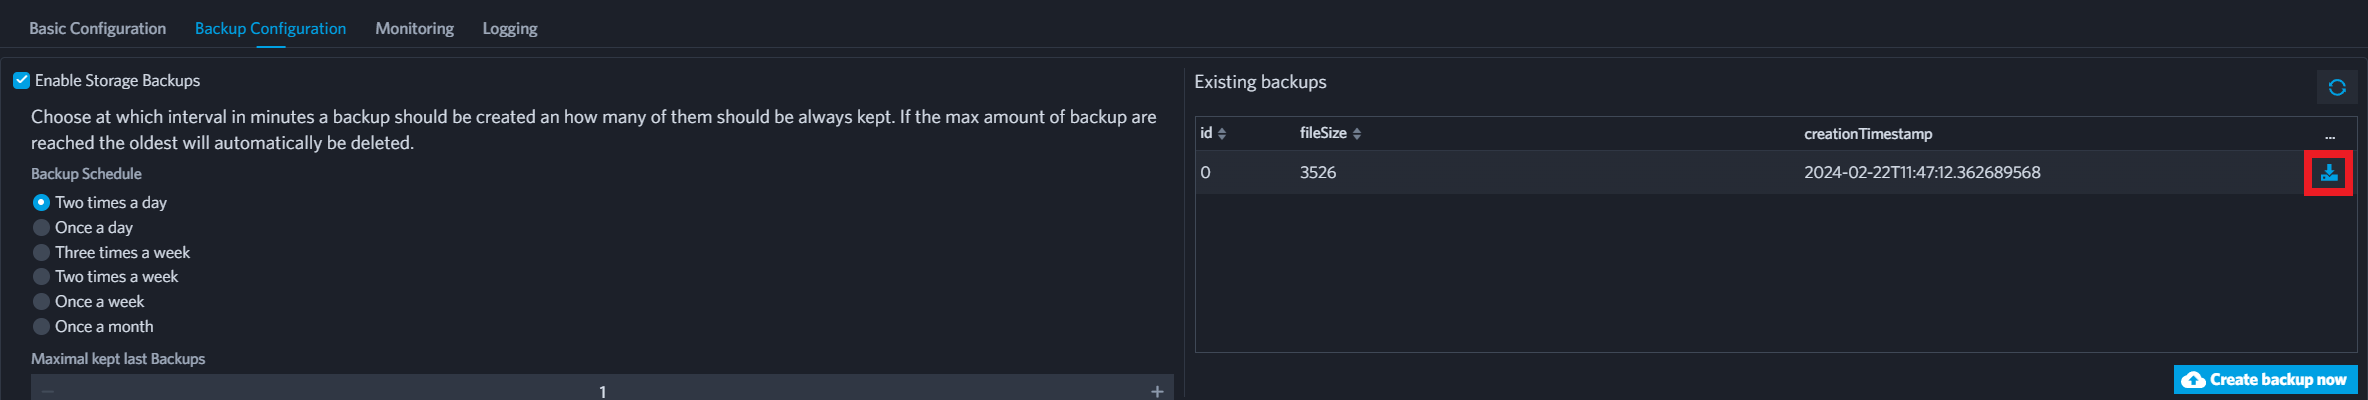 Basic Configuration Backup Configuration Monitoring Logging
Enable Storage Backups
Choose at which interval in minutes a backup should be created an how many of them should be always kept. If the max amount of backup are
reached the oldest will automatically be deleted.
Backup Schedule
Two times a day
Once a day
Three times a week
Two times a week
Once a week
Once a month
Maximal kept last Backups
− 1 +
Existing backups
id fileSize creationTimestamp ...
0 3526 2024-02-22T11:47:12.362689568
Create backup now